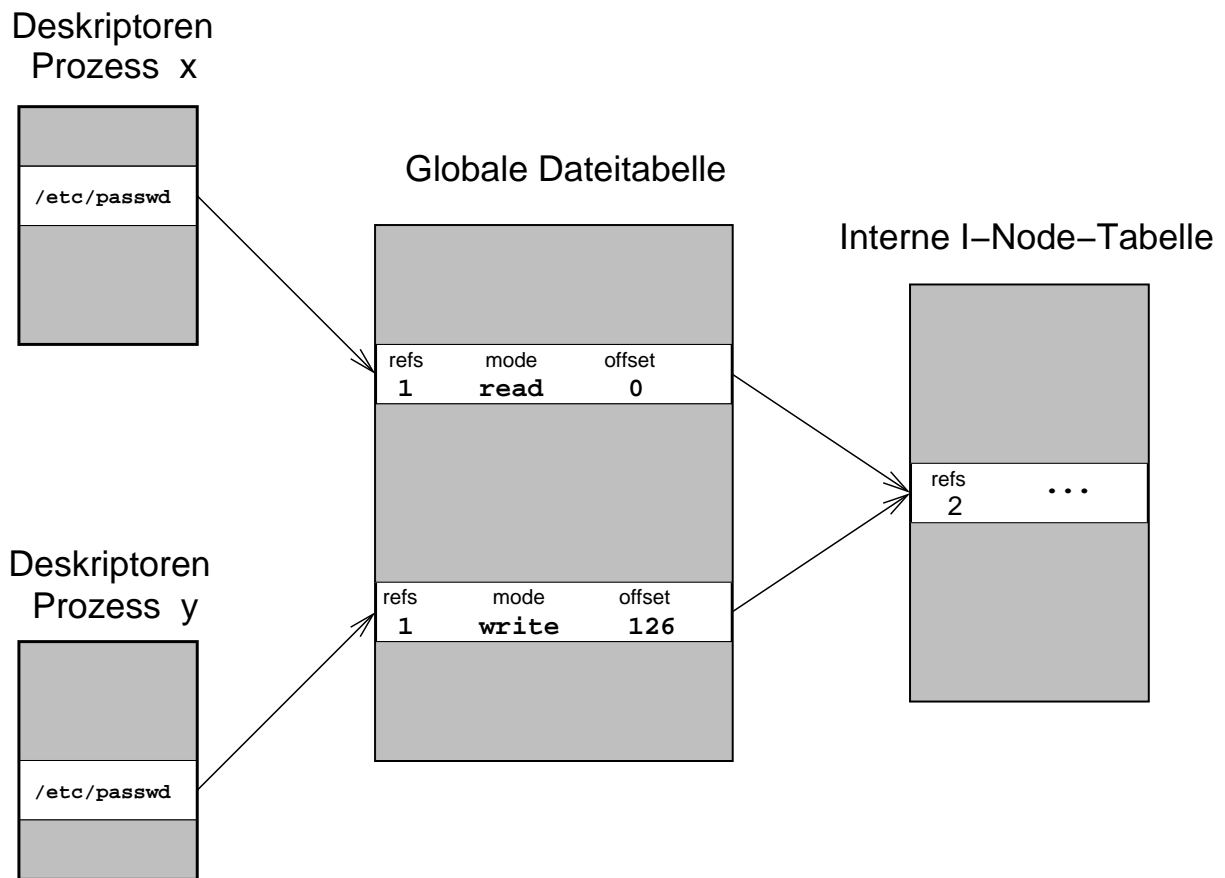 Deskriptoren
Prozess x
/etc/passwd
Globale Dateitabelle
Interne I−Node−Tabelle
refs mode offset
1 read 0
refs ...
2
Deskriptoren
Prozess y
refs mode offset
1 write 126
/etc/passwd